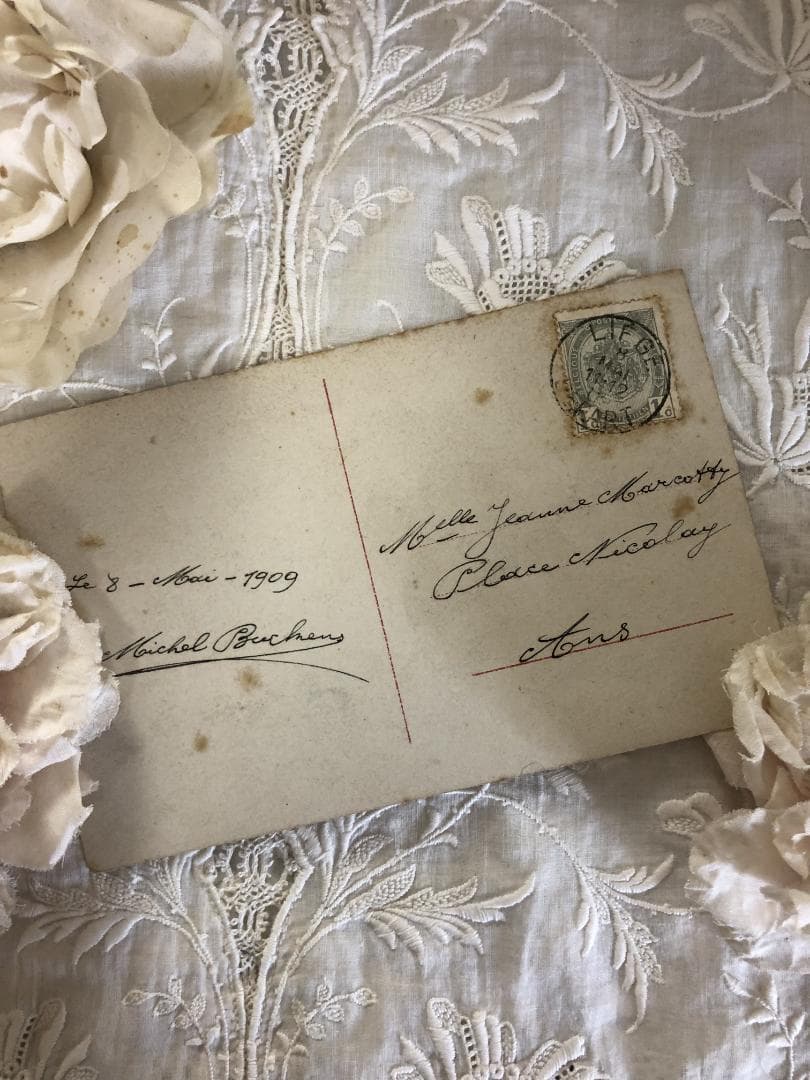 Le 8 - Mai - 1909
Michel Buckens
LIEGE
Melle Jeanne Marcotty
Place Nicolay
Ans